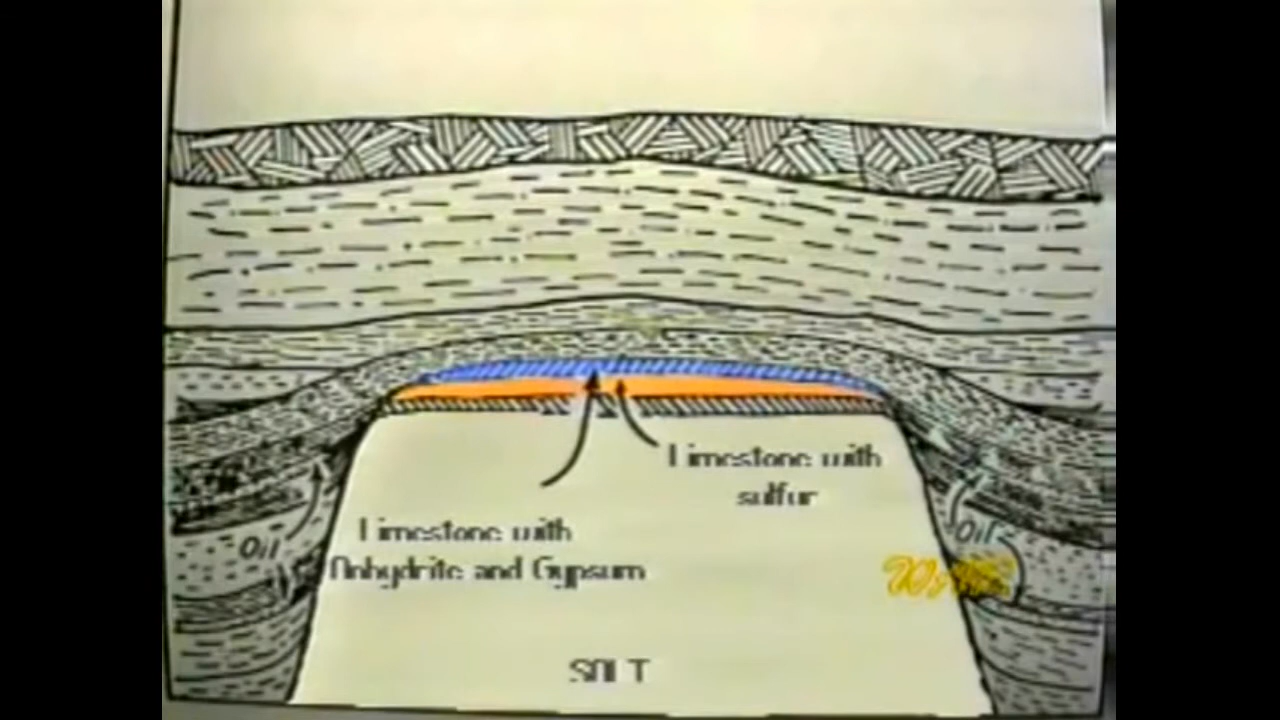 Limestone with
sulfur
Limestone with
Anhydrite and Gypsum
Oil
Oil
SALT